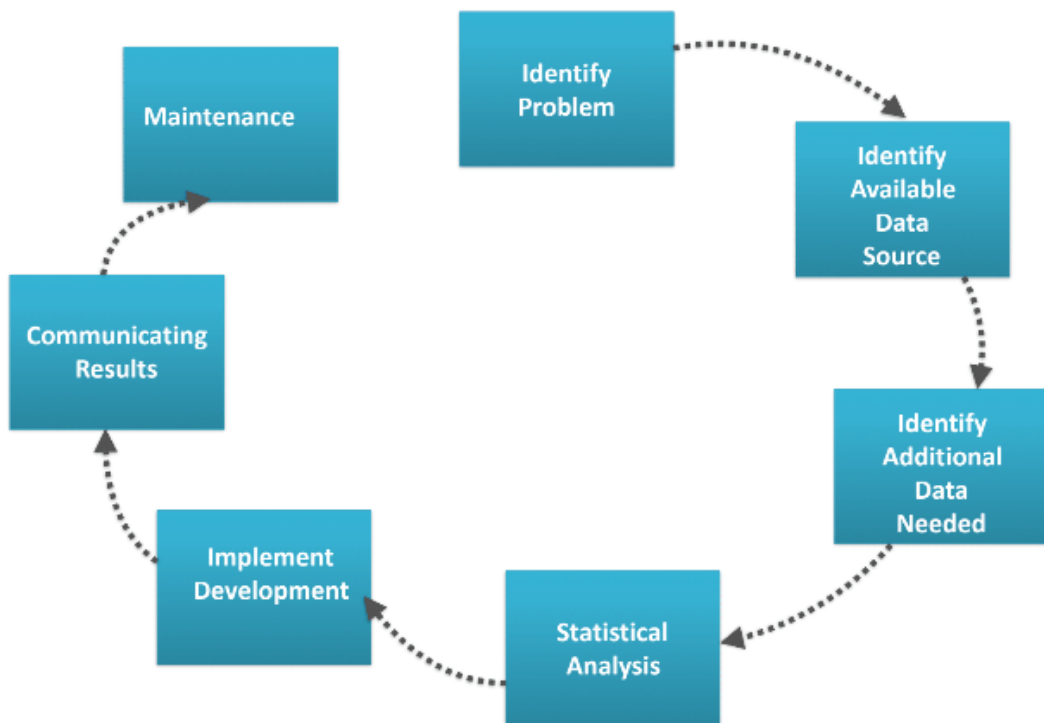 Identify
Problem
Identify
Available
Data
Source
Identify
Additional
Data
Needed
Statistical
Analysis
Implement
Development
Communicating
Results
Maintenance